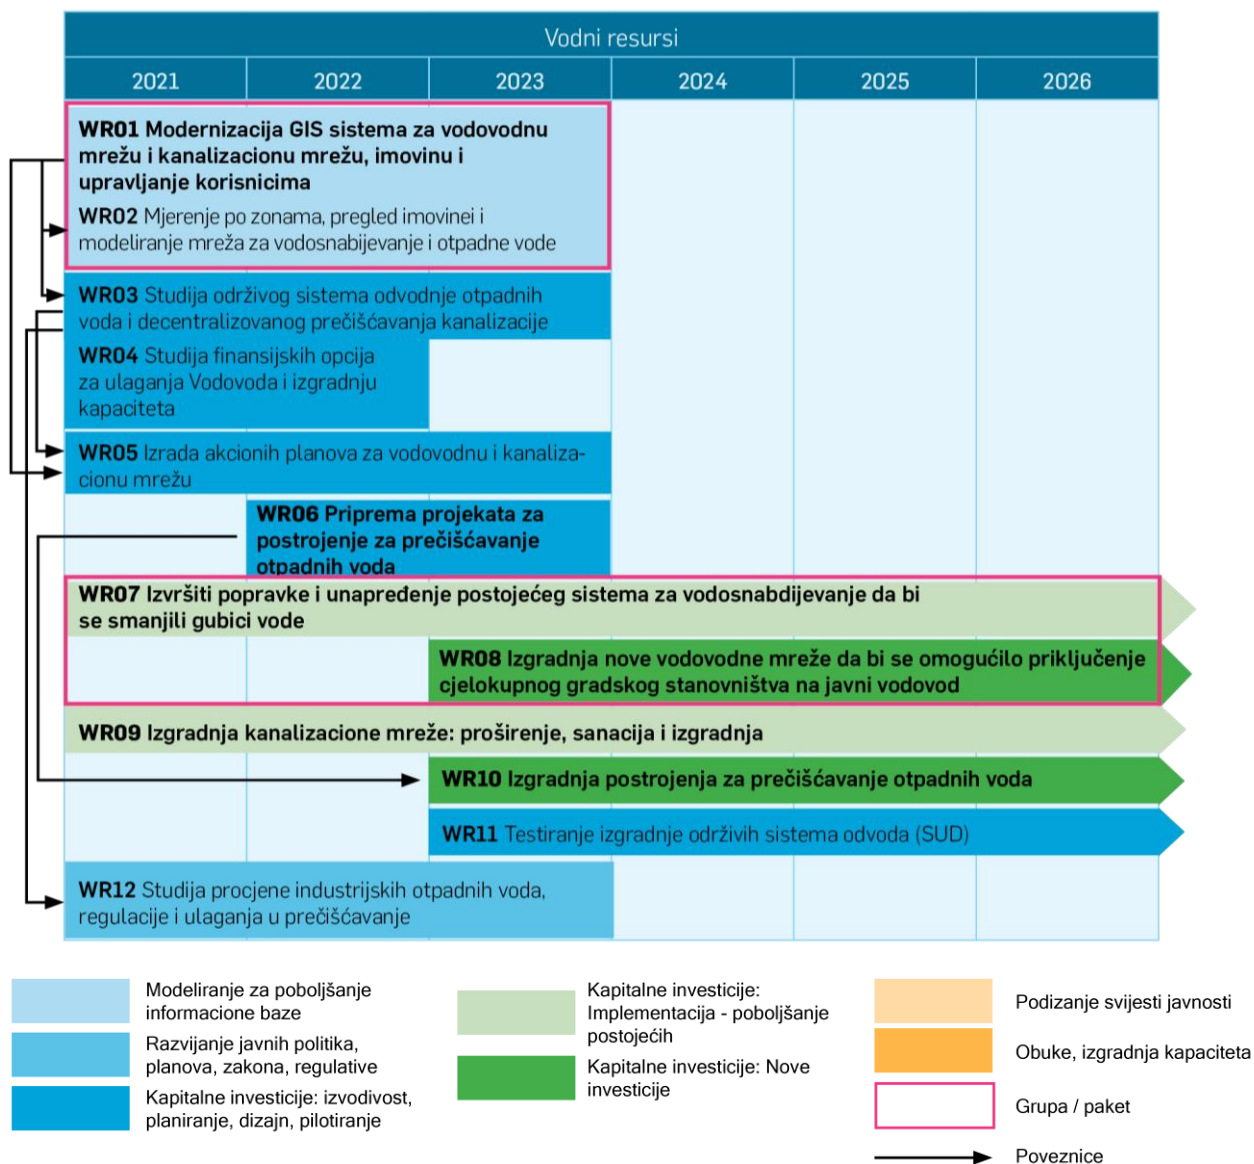 Vodni resursi
2021 2022 2023 2024 2025 2026
WR01 Modernizacija GIS sistema za vodovodnu
mrežu i kanalizacionu mrežu, imovinu i
upravljanje korisnicima
WR02 Mjerenje po zonama, pregled imovinei i
modeliranje mreža za vodosnabijevanje i otpadne vode
WR03 Studija održivog sistema odvodnje otpadnih
voda i decentralizovanog prečišćavanja kanalizacije
WR04 Studija finansijskih opcija
za ulaganja Vodovoda i izgradnju
kapaciteta
WR05 Izrada akcionih planova za vodovodnu i kanaliza-
cionu mrežu
WR06 Priprema projekata za
postrojenje za prečišćavanje
otpadnih voda
WR07 Izvršiti popravke i unapređenje postojećeg sistema za vodosnabdijevanje da bi
se smanjili gubici vode
WR08 Izgradnja nove vodovodne mreže da bi se omogućilo priključenje
cjelokupnog gradskog stanovništva na javni vodovod
WR09 Izgradnja kanalizacione mreže: proširenje, sanacija i izgradnja
WR10 Izgradnja postrojenja za prečišćavanje otpadnih voda
WR11 Testiranje izgradnje održivih sistema odvoda (SUD)
WR12 Studija procjene industrijskih otpadnih voda,
regulacije i ulaganja u prečišćavanje
Modeliranje za poboljšanje
informacione baze
Razvijanje javnih politika,
planova, zakona, regulative
Kapitalne investicije: izvodivost,
planiranje, dizajn, pilotiranje
Kapitalne investicije:
Implementacija - poboljšanje
postojećih
Kapitalne investicije: Nove
investicije
Podizanje svijesti javnosti
Obuke, izgradnja kapaciteta
Grupa / paket
Poveznice